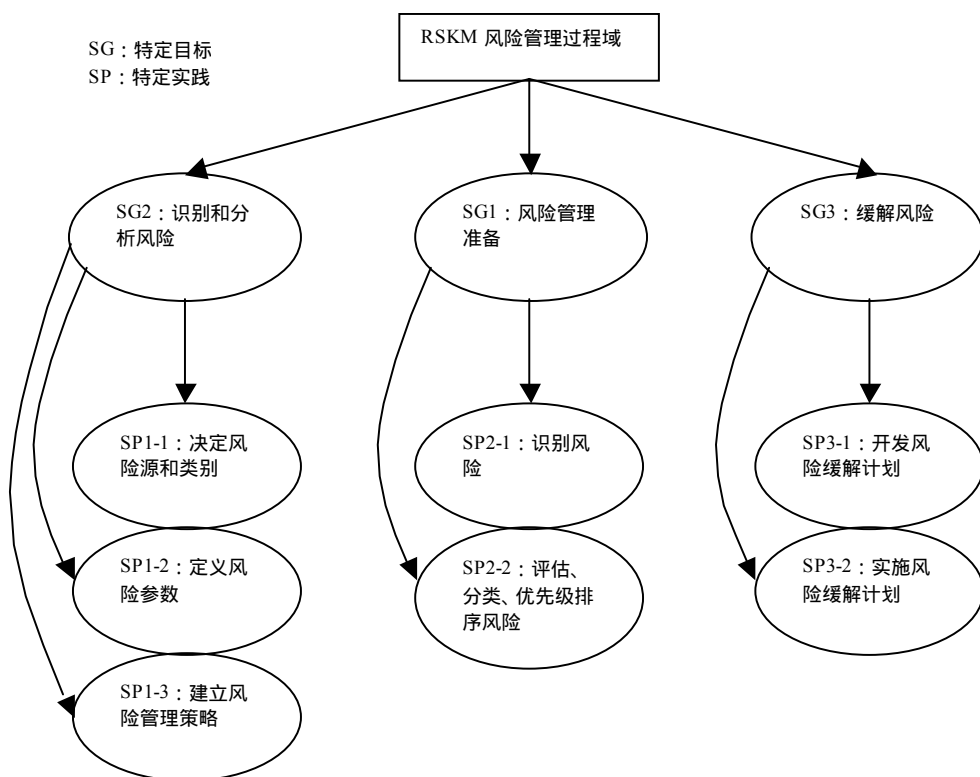 RSKM 风险管理过程域
SG：特定目标
SP：特定实践
SG2：识别和分
析风险
SG1：风险管理
准备
SG3：缓解风险
SP1-1：决定风
险源和类别
SP2-1：识别风
险
SP3-1：开发风
险缓解计划
SP1-2：定义风
险参数
SP2-2：评估、
分类、优先级排
序风险
SP3-2：实施风
险缓解计划
SP1-3：建立风
险管理策略